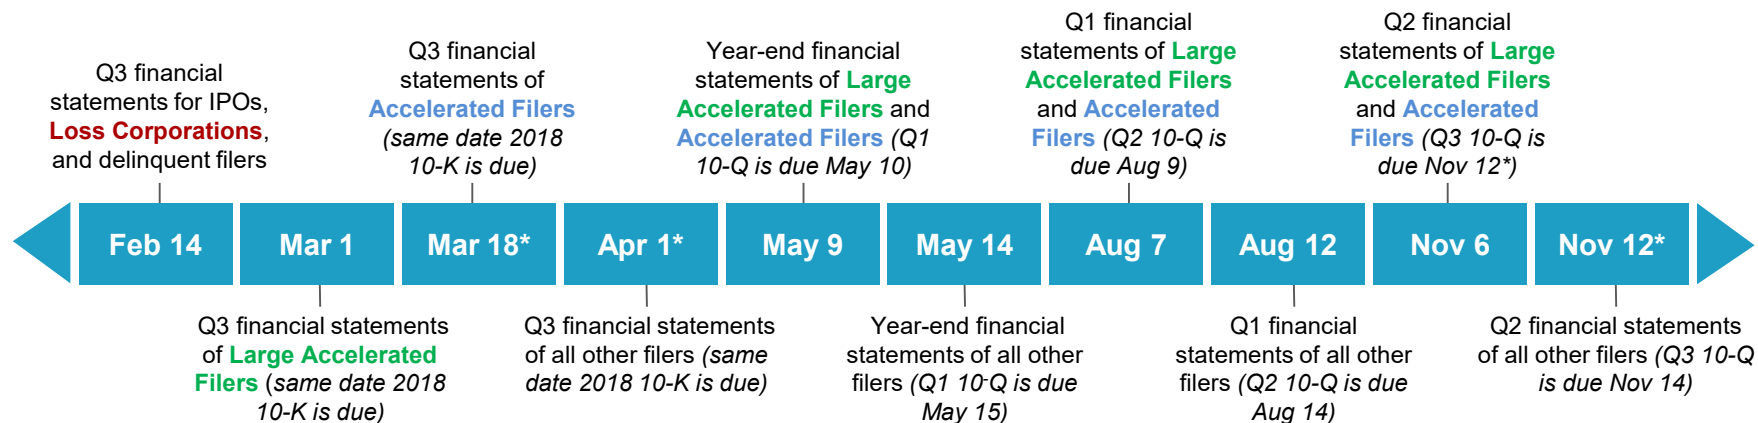 Q3 financial
statements for IPOs,
Loss Corporations,
and delinquent filers
Q3 financial
statements of
Accelerated Filers
(same date 2018
10-K is due)
Year-end financial
statements of Large
Accelerated Filers and
Accelerated Filers (Q1
10-Q is due May 10)
Q1 financial
statements of Large
Accelerated Filers
and Accelerated
Filers (Q2 10-Q is
due Aug 9)
Q2 financial
statements of Large
Accelerated Filers
and Accelerated
Filers (Q3 10-Q is
due Nov 12*)
Feb 14
Mar 1
Mar 18*
Apr 1*
May 9
May 14
Aug 7
Aug 12
Nov 6
Nov 12*
Q3 financial statements
of Large Accelerated
Filers (same date 2018
10-K is due)
Q3 financial statements
of all other filers (same
date 2018 10-K is due)
Year-end financial
statements of all other
filers (Q1 10-Q is due
May 15)
Q1 financial
statements of all other
filers (Q2 10-Q is due
Aug 14)
Q2 financial statements
of all other filers (Q3 10-Q
is due Nov 14)